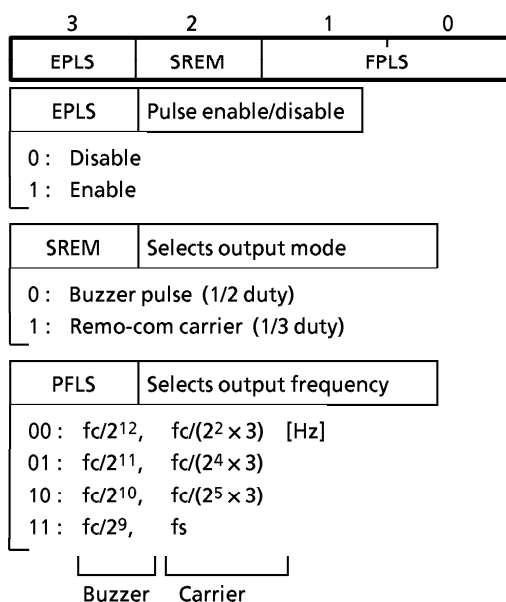 3 2 1 0
EPLS SREM FPLS
EPLS Pulse enable/disable
0 : Disable
1 : Enable
SREM Selects output mode
0 : Buzzer pulse (1/2 duty)
1 : Remo-com carrier (1/3 duty)
PFLS Selects output frequency
00 : fc/2¹², fc/(2² × 3) [Hz]
01 : fc/2¹¹, fc/(2⁴ × 3)
10 : fc/2¹⁰, fc/(2⁵ × 3)
11 : fc/2⁹, fs
Buzzer Carrier